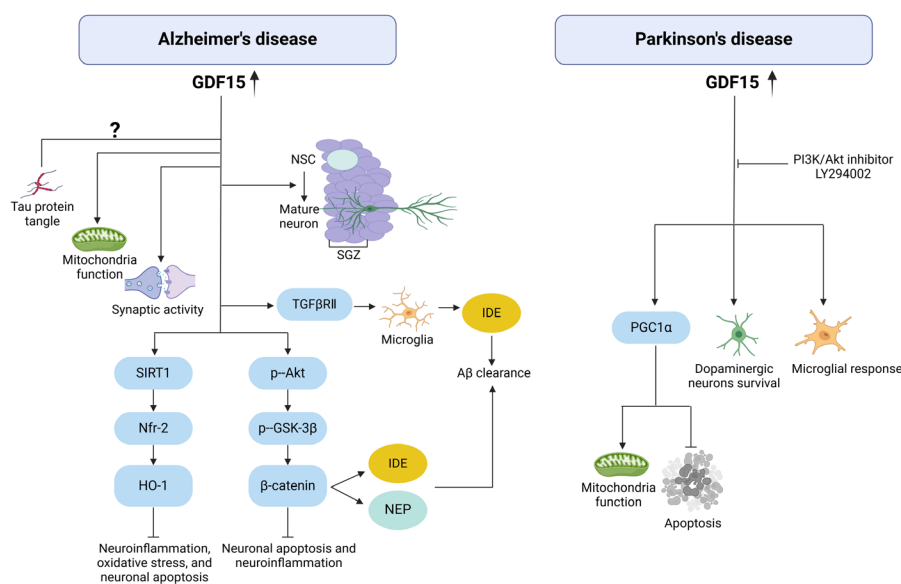 Alzheimer's disease
GDF15
?
Tau protein
tangle
Mitochondria
function
Synaptic activity
NSC
Mature
neuron
SGZ
TGFβRII
Microglia
IDE
Aβ clearance
SIRT1
Nfr-2
HO-1
Neuroinflammation,
oxidative stress, and
neuronal apoptosis
p--Akt
p--GSK-3β
β-catenin
IDE
NEP
Neuronal apoptosis and
neuroinflammation
Parkinson's disease
GDF15
PI3K/Akt inhibitor
LY294002
PGC1α
Dopaminergic
neurons survival
Microglial response
Mitochondria
function
Apoptosis